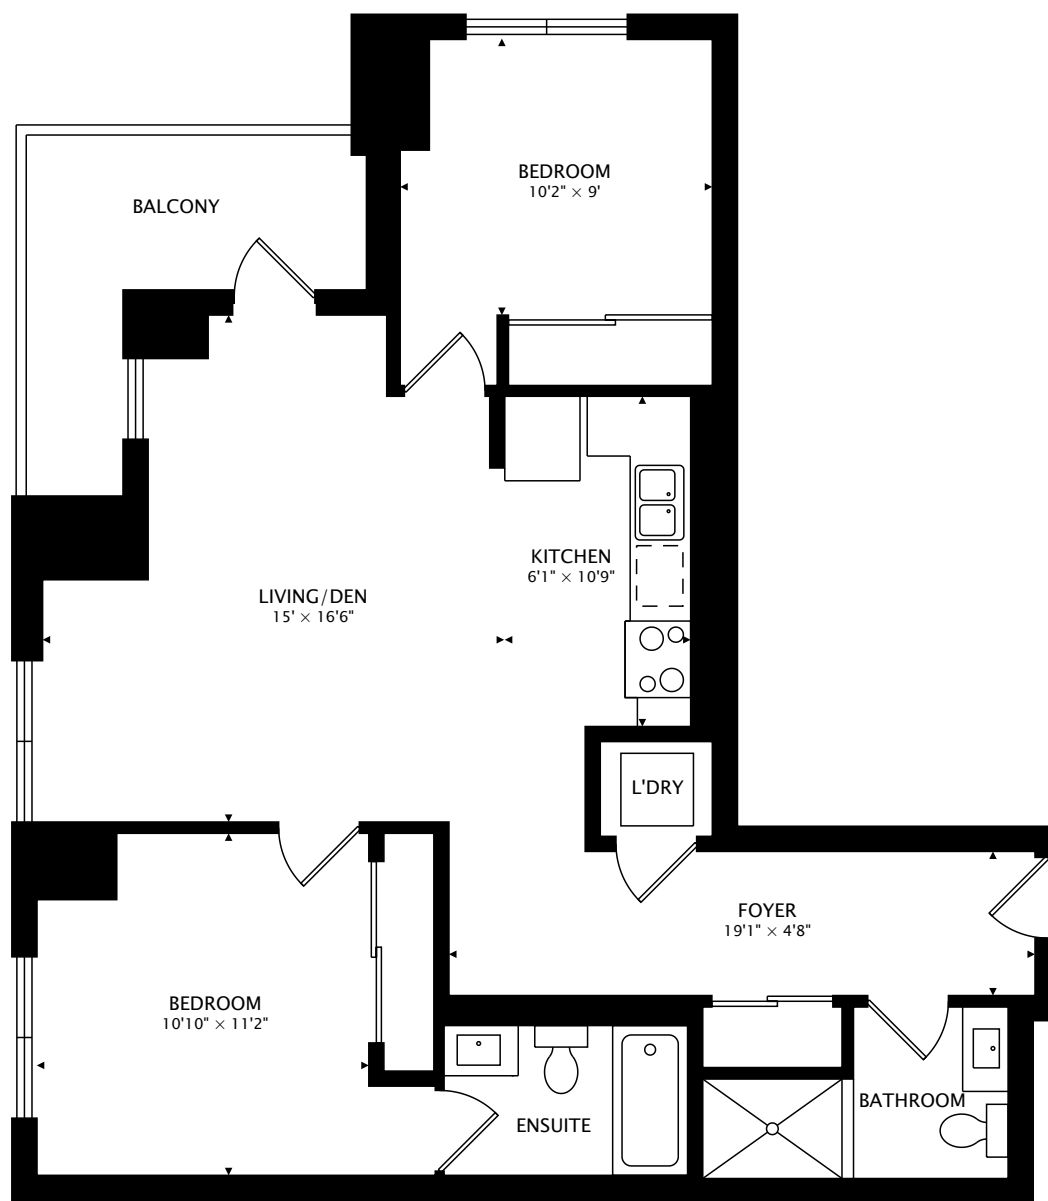 BEDROOM
10'2" × 9'
BALCONY
KITCHEN
6'1" × 10'9"
LIVING/DEN
15' × 16'6"
L'DRY
FOYER
19'1" × 4'8"
BEDROOM
10'10" × 11'2"
BATHROOM
ENSUITE